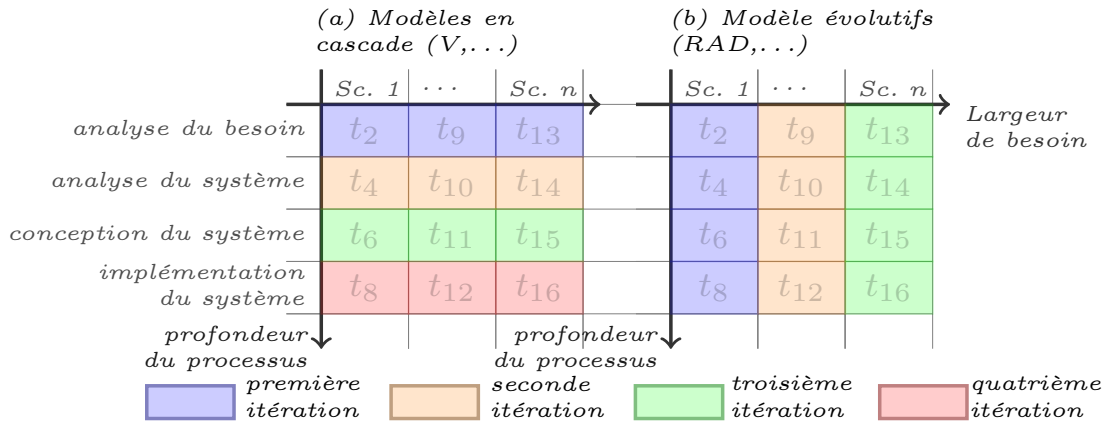 (a) Modèles en
cascade (V,...)
(b) Modèle évolutifs
(RAD,...)
Sc. 1 ... Sc. n
Sc. 1 ... Sc. n
Largeur
de besoin
analyse du besoin
t2 t9 t13
t2 t9 t13
analyse du système
t4 t10 t14
t4 t10 t14
conception du système
t6 t11 t15
t6 t11 t15
implémentation
du système
t8 t12 t16
t8 t12 t16
profondeur
du processus
profondeur
du processus
première
itération
seconde
itération
troisième
itération
quatrième
itération